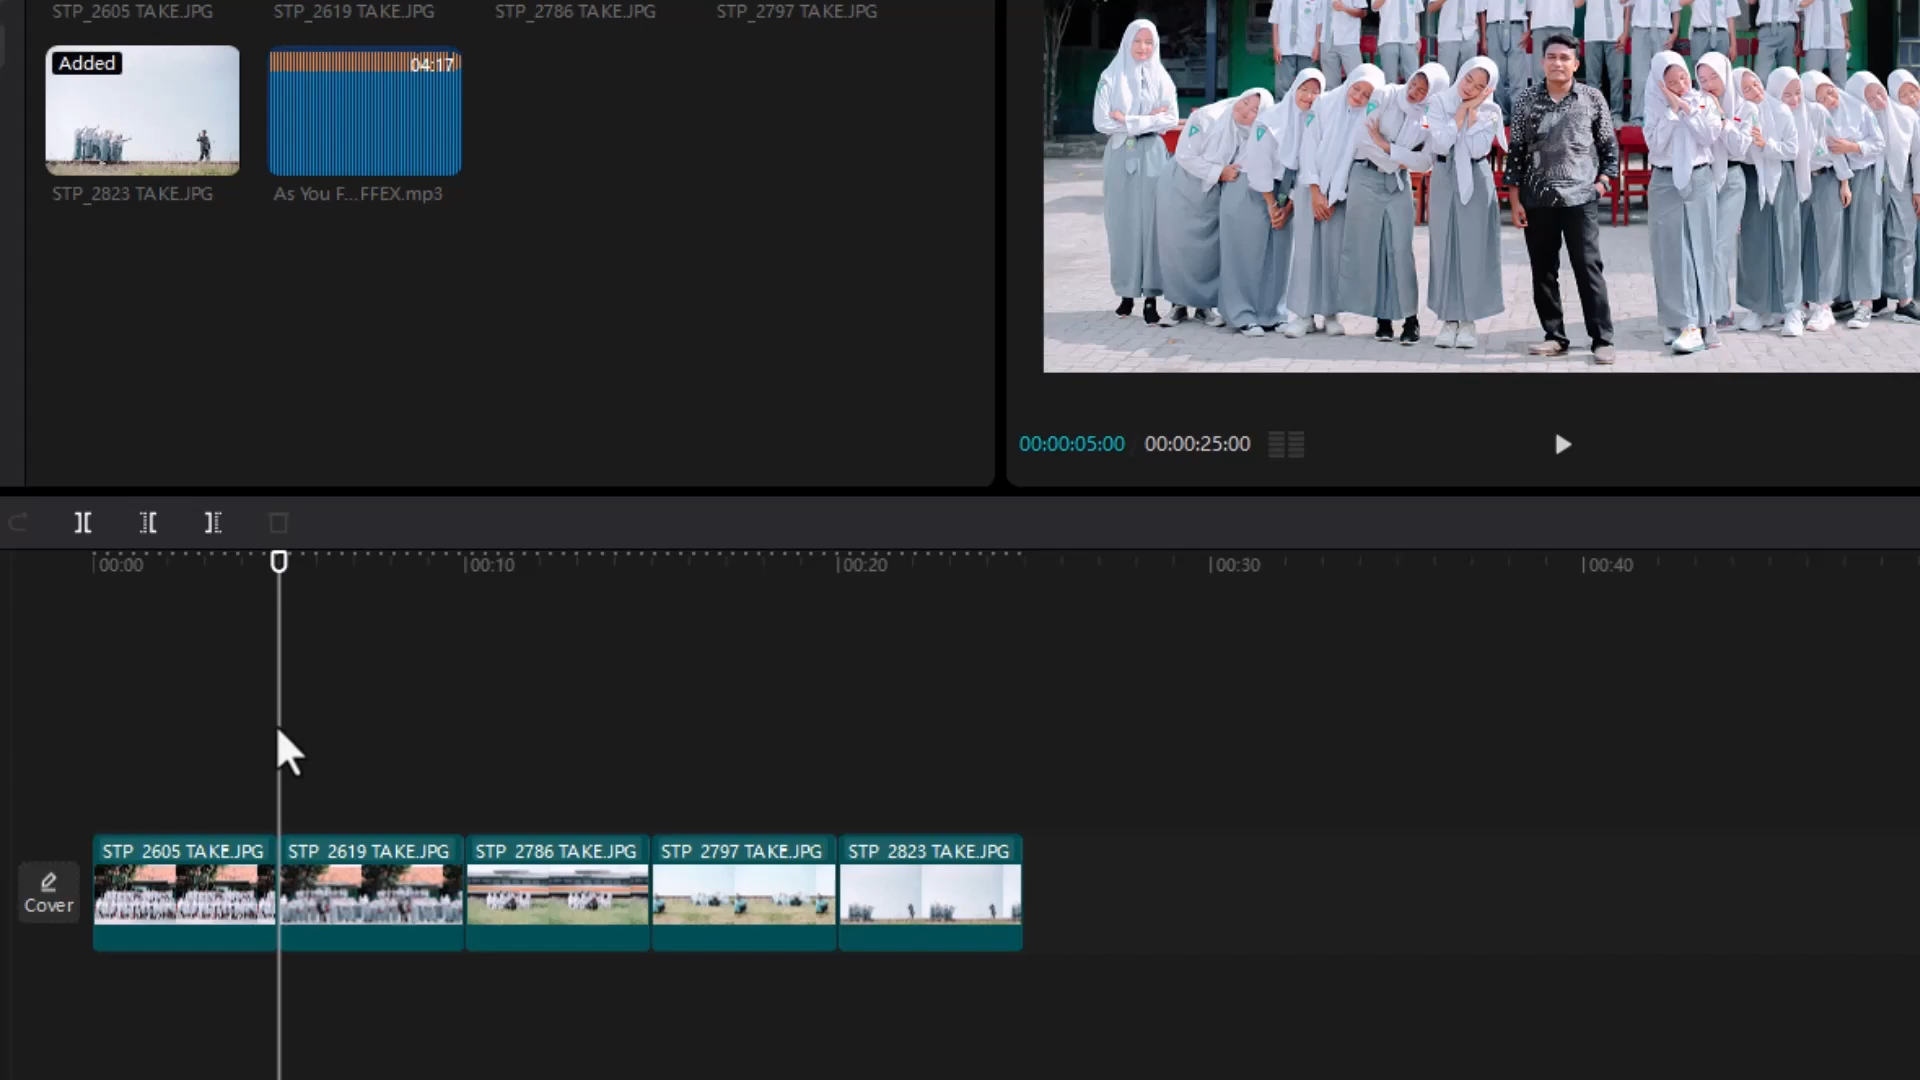 STP_2605 TAKE.JPG
STP_2619 TAKE.JPG
STP_2786 TAKE.JPG
STP_2797 TAKE.JPG
Added
04:17
STP_2823 TAKE.JPG
As You F...FFEX.mp3
00:00:05:00
00:00:25:00
00:00
00:10
00:20
00:30
00:40
STP_2605 TAKE.JPG
STP_2619 TAKE.JPG
STP_2786 TAKE.JPG
STP_2797 TAKE.JPG
STP_2823 TAKE.JPG
Cover